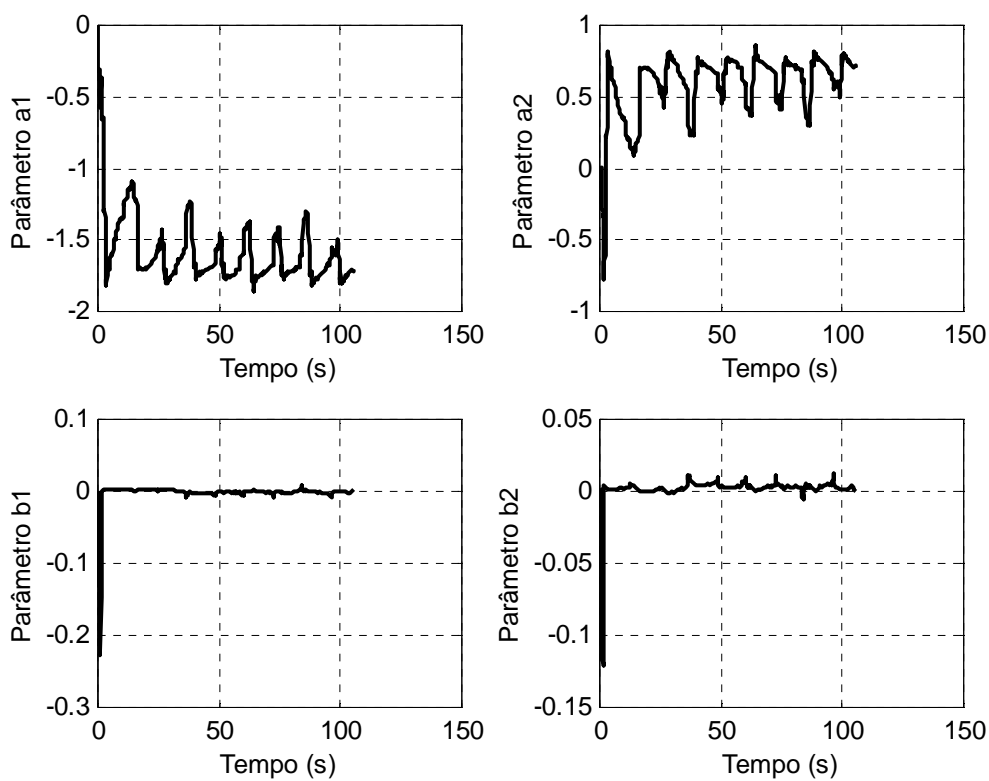 0
-0.5
-1
-1.5
-2
Parâmetro a1
0 50 100 150
Tempo (s)
1
0.5
0
-0.5
-1
Parâmetro a2
0 50 100 150
Tempo (s)
0.1
0
-0.1
-0.2
-0.3
Parâmetro b1
0 50 100 150
Tempo (s)
0.05
0
-0.05
-0.1
-0.15
Parâmetro b2
0 50 100 150
Tempo (s)